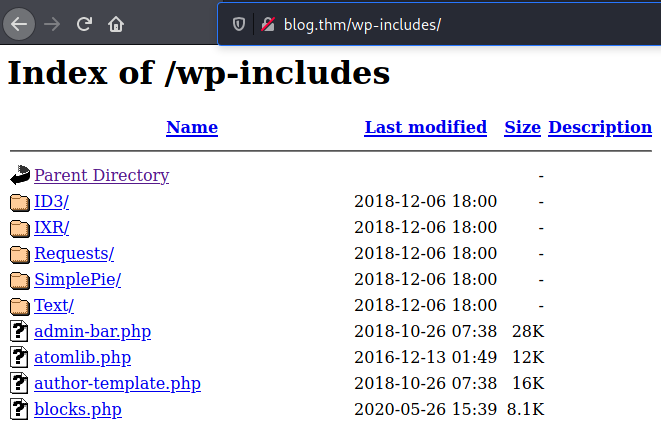 blog.thm/wp-includes/
Index of /wp-includes
Name Last modified Size Description
Parent Directory -
ID3/ 2018-12-06 18:00 -
IXR/ 2018-12-06 18:00 -
Requests/ 2018-12-06 18:00 -
SimplePie/ 2018-12-06 18:00 -
Text/ 2018-12-06 18:00 -
admin-bar.php 2018-10-26 07:38 28K
atomlib.php 2016-12-13 01:49 12K
author-template.php 2018-10-26 07:38 16K
blocks.php 2020-05-26 15:39 8.1K